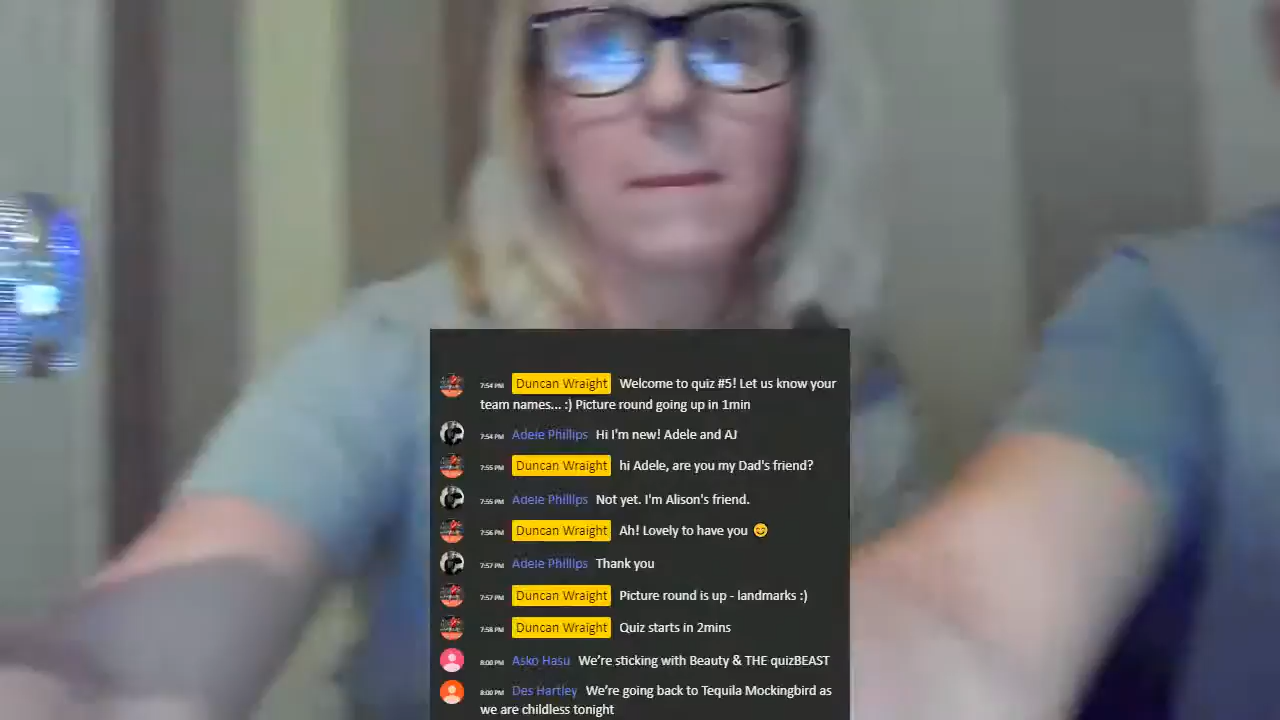 7:54 PM Duncan Wraight Welcome to quiz #5! Let us know your
team names... :) Picture round going up in 1min
7:54 PM Adele Phillips Hi I'm new! Adele and AJ
7:55 PM Duncan Wraight hi Adele, are you my Dad's friend?
7:55 PM Adele Phillips Not yet. I'm Alison's friend.
7:56 PM Duncan Wraight Ah! Lovely to have you 😊
7:57 PM Adele Phillips Thank you
7:57 PM Duncan Wraight Picture round is up - landmarks :)
7:58 PM Duncan Wraight Quiz starts in 2mins
8:00 PM Asko Hasu We’re sticking with Beauty & THE quizBEAST
8:00 PM Des Hartley We’re going back to Tequila Mockingbird as
we are childless tonight